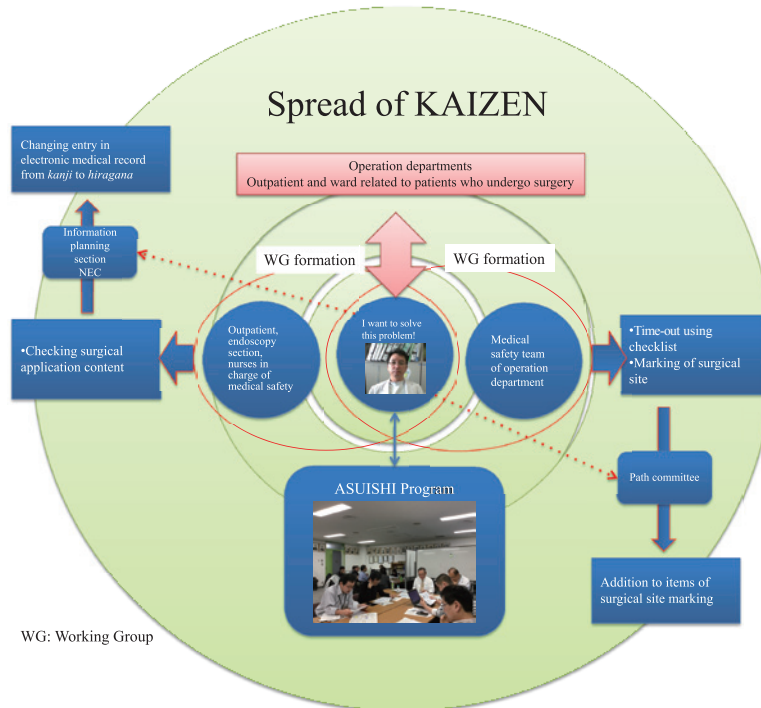 Spread of KAIZEN
Changing entry in
electronic medical record
from kanji to hiragana
Operation departments
Outpatient and ward related to patients who undergo surgery
Information
planning
section
NEC
WG formation
WG formation
•Checking surgical
application content
Outpatient,
endoscopy
section,
nurses in
charge of
medical safety
I want to solve
this problem!
Medical
safety team
of operation
department
•Time-out using
checklist
•Marking of surgical
site
Path committee
ASUISHI Program
Addition to items of
surgical site marking
WG: Working Group